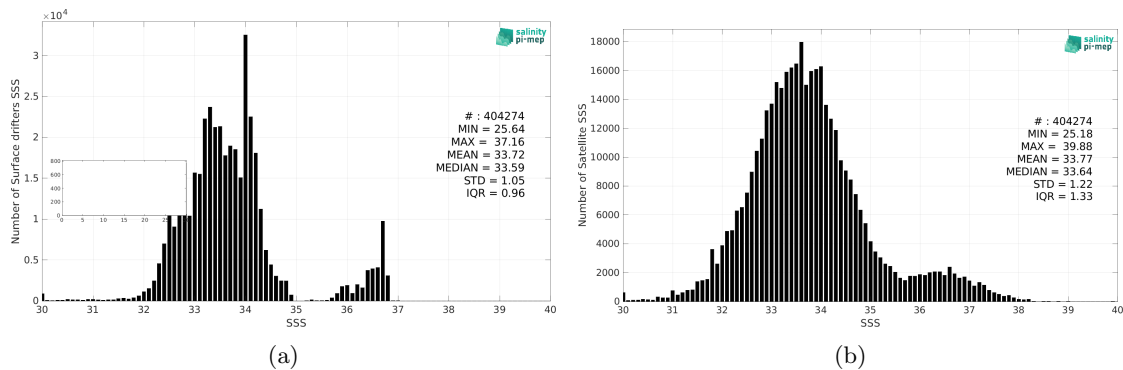 ×10⁴
3
2.5
2
1.5
1
0.5
0
Number of Surface drifters SSS
800
600
400
200
0
0 5 10 15 20 25
salinity
pi-mep
# : 404274
MIN = 25.64
MAX = 37.16
MEAN = 33.72
MEDIAN = 33.59
STD = 1.05
IQR = 0.96
30 31 32 33 34 35 36 37 38 39 40
SSS
(a)
18000
16000
14000
12000
10000
8000
6000
4000
2000
0
Number of Satellite SSS
salinity
pi-mep
# : 404274
MIN = 25.18
MAX = 39.88
MEAN = 33.77
MEDIAN = 33.64
STD = 1.22
IQR = 1.33
30 31 32 33 34 35 36 37 38 39 40
SSS
(b)